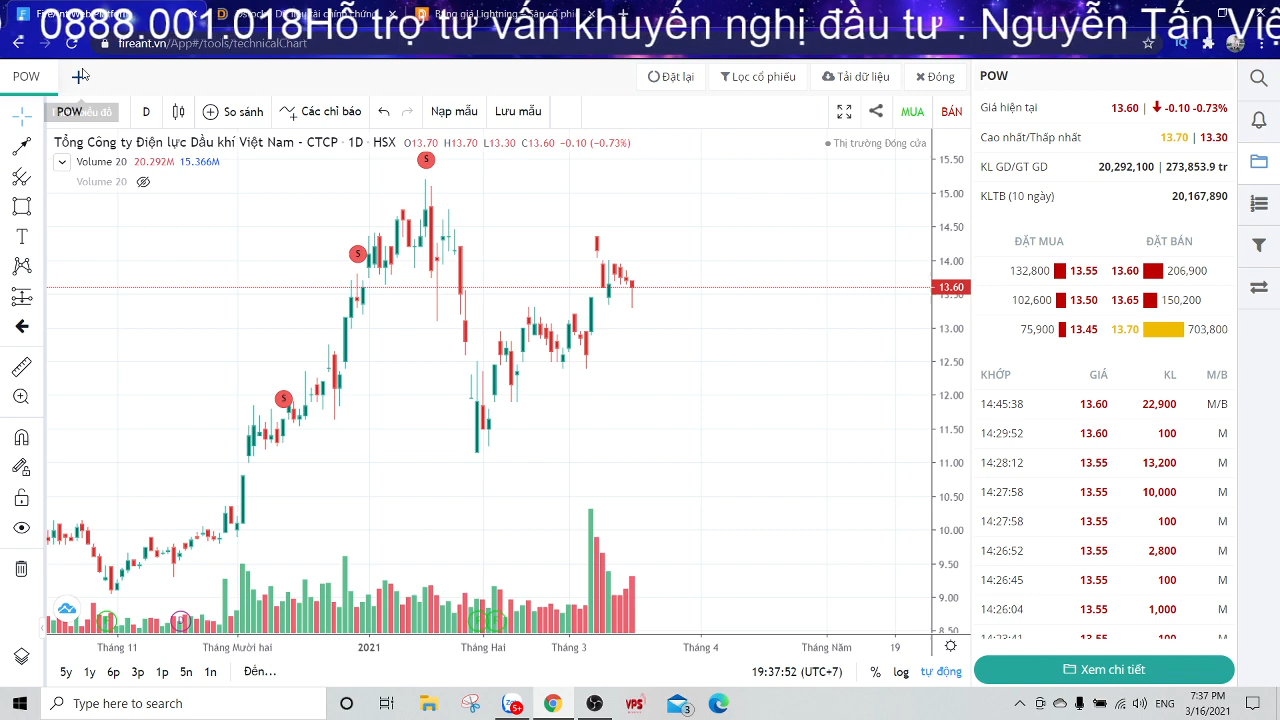 0888.001.018Hỗ trợ tư vấn khuyến nghị đầu tư : Nguyễn Tấn Việ
fireant.vn/App#/tools/technicalChart
POW
Đặt lại
Lọc cổ phiếu
Tải dữ liệu
Đóng
POW
D
So sánh
Các chỉ báo
Nạp mẫu
Lưu mẫu
MUA
BÁN
Tổng Công ty Điện lực Dầu khí Việt Nam - CTCP · 1D · HSX O13.70 H13.70 L13.30 C13.60 −0.10 (−0.73%)
Thị trường Đóng cửa
Volume 20 20.292M 15.366M
Volume 20
S
S
S
15.50
15.00
14.50
14.00
13.60
13.50
13.00
12.50
12.00
11.50
11.00
10.50
10.00
9.50
9.00
8.50
Tháng 11
Tháng Mười hai
2021
Tháng Hai
Tháng 3
Tháng 4
Tháng Năm
19
5y 1y 6p 3p 1p 5n 1n Đến...
19:37:52 (UTC+7)
%
log
tự động
POW
Giá hiện tại 13.60 | -0.10 -0.73%
Cao nhất/Thấp nhất 13.70 | 13.30
KL GD/GT GD 20,292,100 | 273,853.9 tr
KLTB (10 ngày) 20,167,890
ĐẶT MUA ĐẶT BÁN
132,800 13.55 13.60 206,900
102,600 13.50 13.65 150,200
75,900 13.45 13.70 703,800
KHỚP GIÁ KL M/B
14:45:38 13.60 22,900 M/B
14:29:52 13.60 100 M
14:28:12 13.55 13,200 M
14:27:58 13.55 10,000 M
14:27:58 13.55 100 M
14:26:52 13.55 2,800 M
14:26:45 13.55 100 M
14:26:04 13.55 1,000 M
14:23:41 13.55 100 M
Xem chi tiết
Type here to search
5+
VPS
3
ENG
7:37 PM
3/16/2021